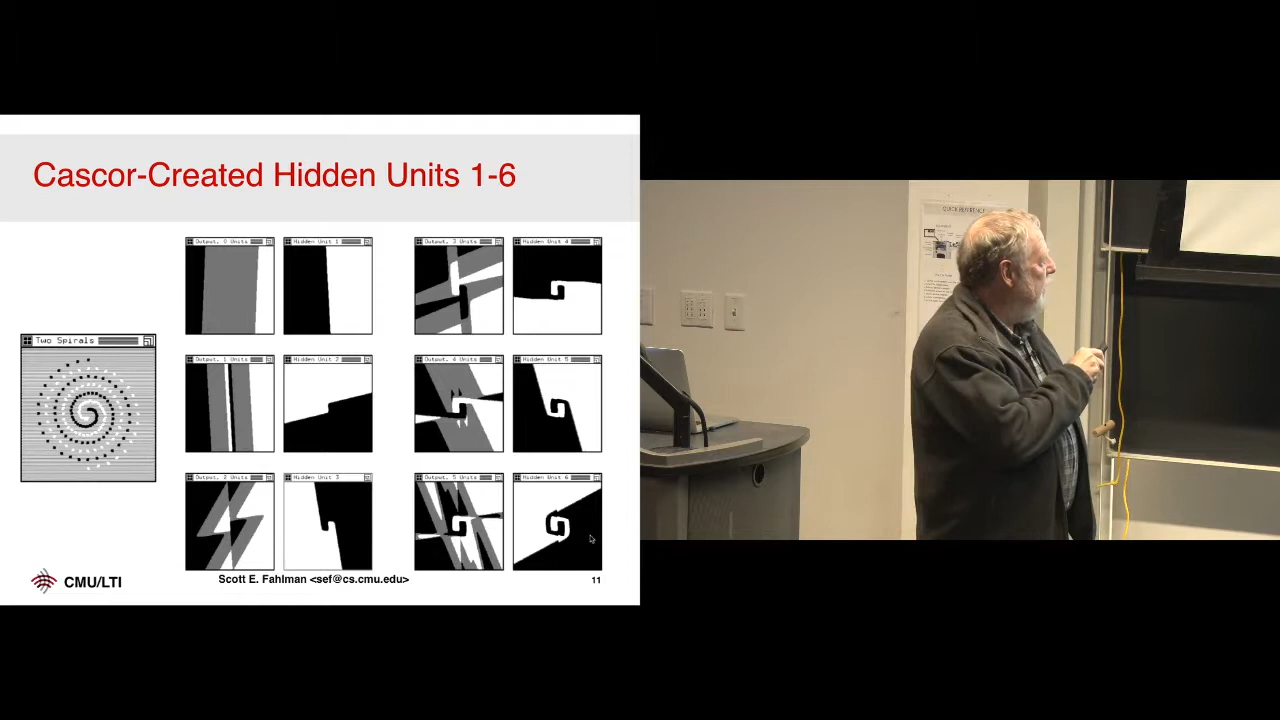 Cascor-Created Hidden Units 1-6
Two Spirals
Output, 0 Units
Hidden Unit 1
Output, 3 Units
Hidden Unit 4
Output, 1 Units
Hidden Unit 2
Output, 4 Units
Hidden Unit 5
Output, 2 Units
Hidden Unit 3
Output, 5 Units
Hidden Unit 6
CMU/LTI
Scott E. Fahlman <sef@cs.cmu.edu>
11
QUICK REFERENCE